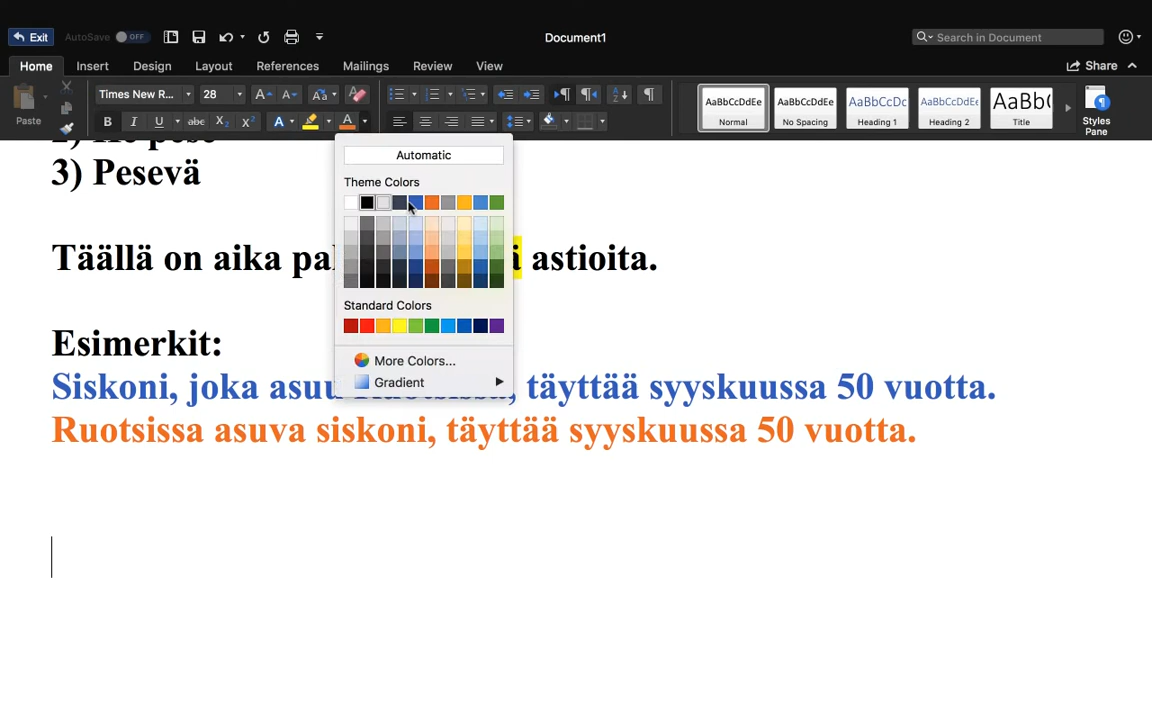 Exit AutoSave OFF Document1 Search in Document
Home Insert Design Layout References Mailings Review View Share
Paste Times New R... 28 AaBbCcDdEe AaBbCcDdEe AaBbCcDc AaBbCcDdEe AaBb(
B I U abc X₂ X² A A Normal No Spacing Heading 1 Heading 2 Title Styles Pane
Automatic
Theme Colors
Standard Colors
More Colors...
Gradient
3) Pesevä
Täällä on aika astioita.
Esimerkit:
Siskoni, joka täyttää syyskuussa 50 vuotta.
Ruotsissa asuva siskoni, täyttää syyskuussa 50 vuotta.